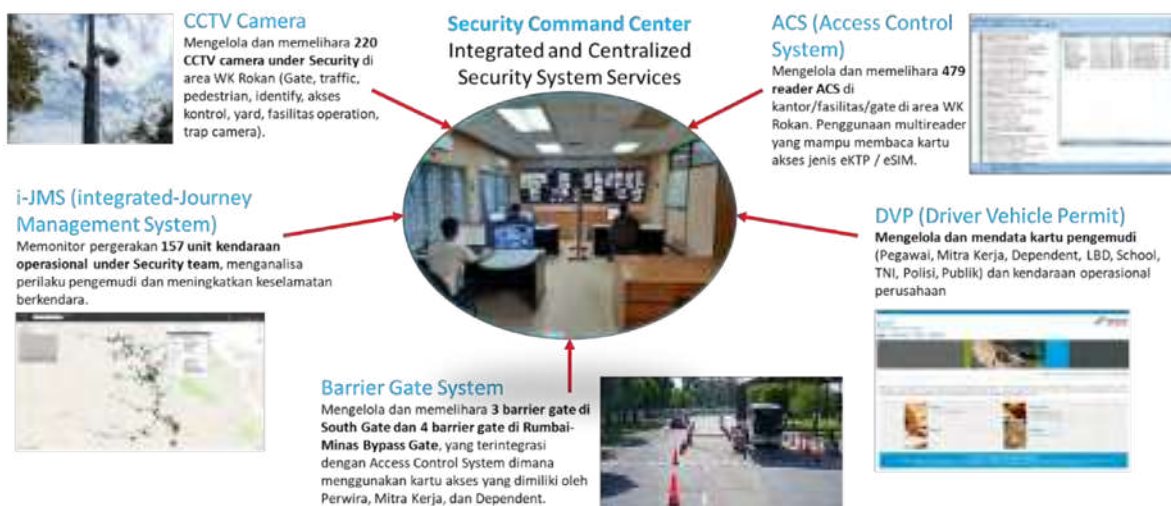 CCTV Camera
Mengelola dan memelihara 220
CCTV camera under Security di
area WK Rokan (Gate, traffic,
pedestrian, identify, akses
kontrol, yard, fasilitas operation,
trap camera).
Security Command Center
Integrated and Centralized
Security System Services
ACS (Access Control
System)
Mengelola dan memelihara 479
reader ACS di
kantor/fasilitas/gate di area WK
Rokan. Penggunaan multireader
yang mampu membaca kartu
akses jenis eKTP / eSIM.
i-JMS (integrated-Journey
Management System)
Memonitor pergerakan 157 unit kendaraan
operasional under Security team, menganalisa
perilaku pengemudi dan meningkatkan keselamatan
berkendara.
DVP (Driver Vehicle Permit)
Mengelola dan mendata kartu pengemudi
(Pegawai, Mitra Kerja, Dependent, LBD, School,
TNI, Polisi, Publik) dan kendaraan operasional
perusahaan
Barrier Gate System
Mengelola dan memelihara 3 barrier gate di
South Gate dan 4 barrier gate di Rumbai-
Minas Bypass Gate, yang terintegrasi
dengan Access Control System dimana
menggunakan kartu akses yang dimiliki oleh
Perwira, Mitra Kerja, dan Dependent.